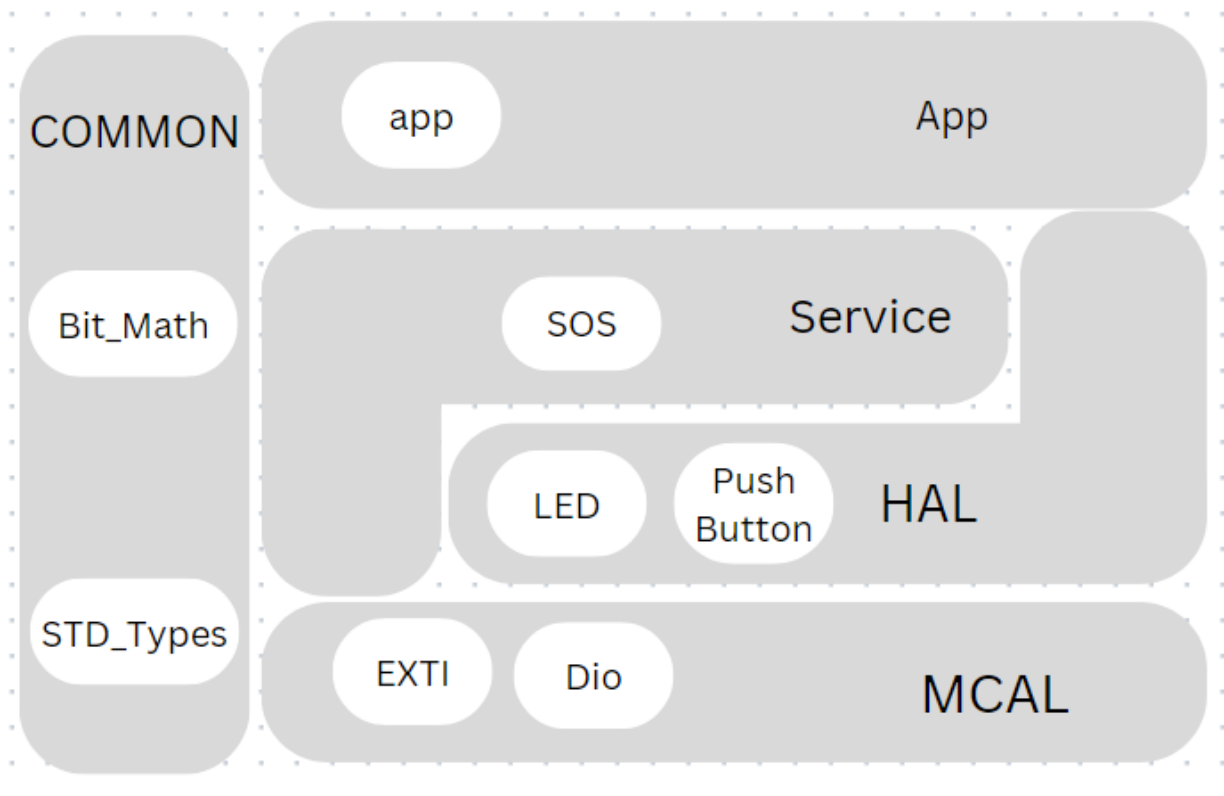 COMMON
Bit_Math
STD_Types
app
App
SOS
Service
LED
Push
Button
HAL
EXTI
Dio
MCAL